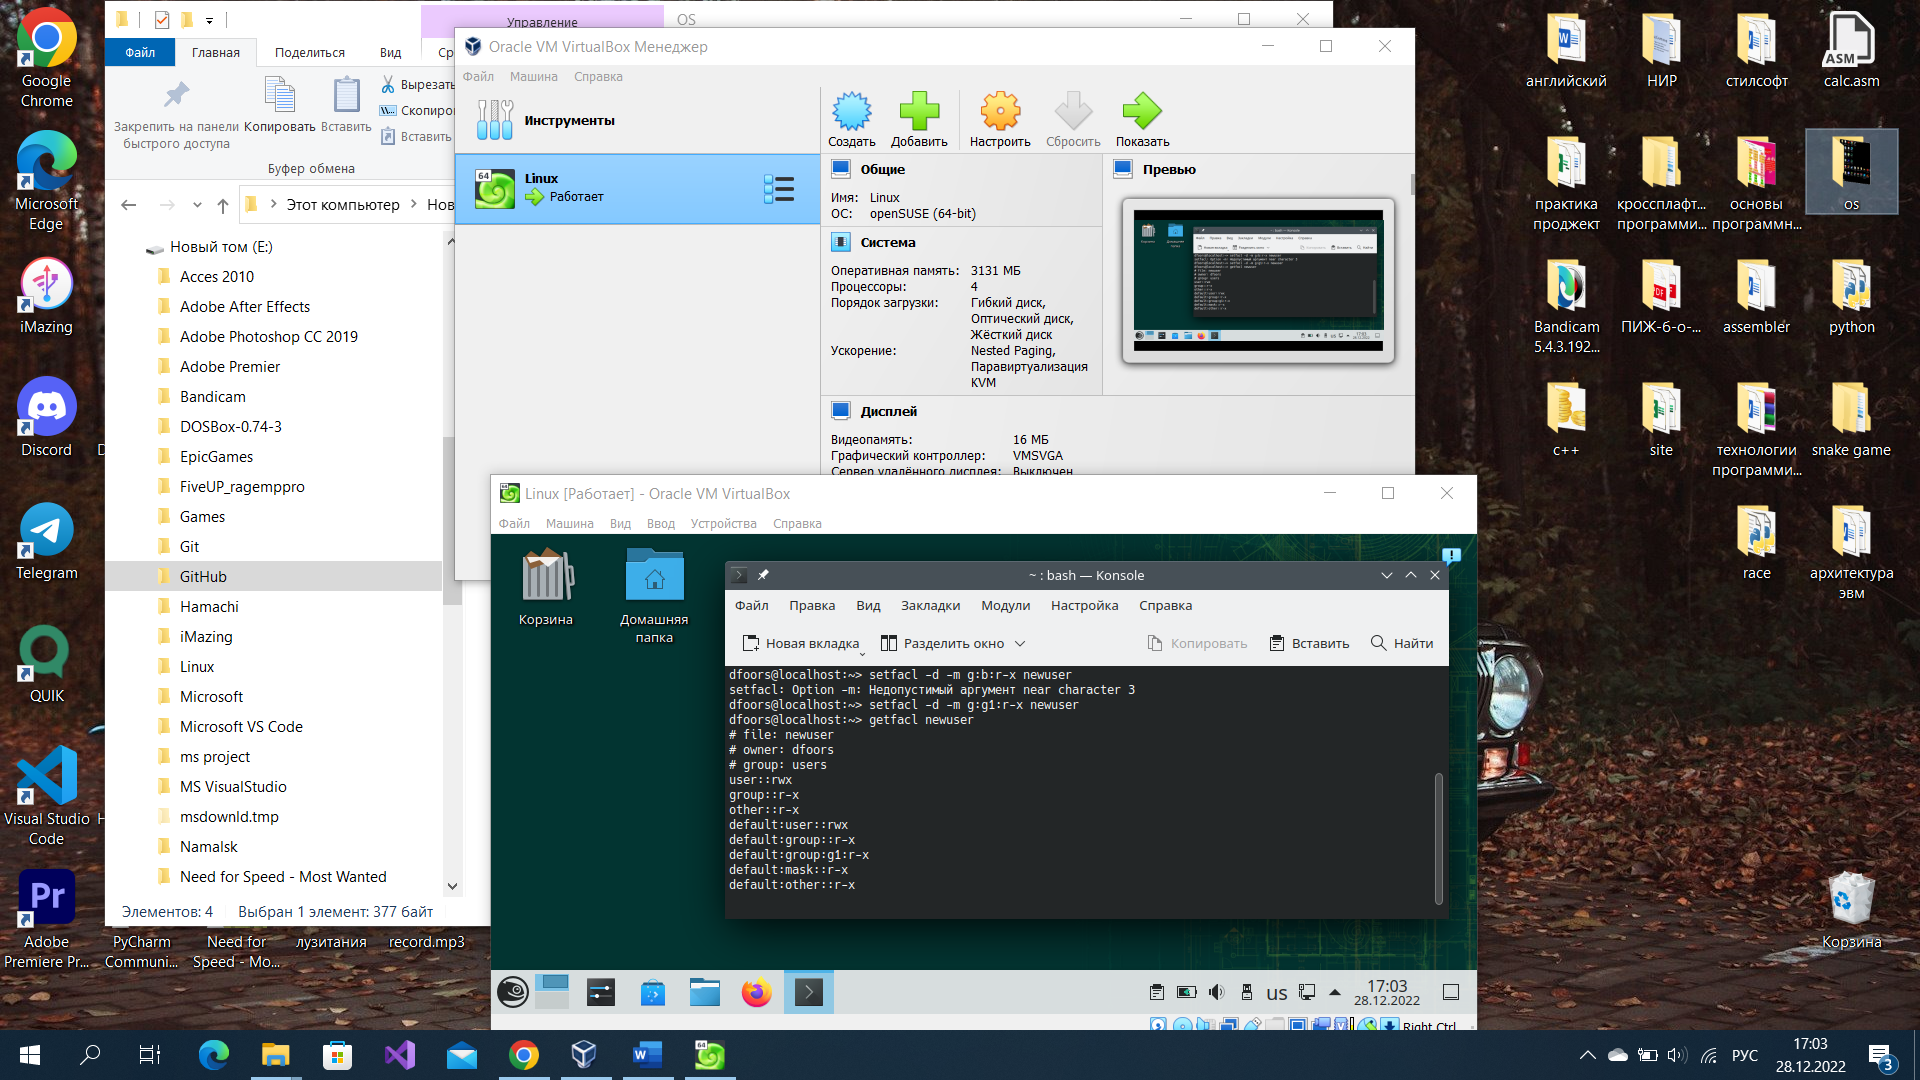 Google
Chrome
Microsoft
Edge
iMazing
Discord
Telegram
QUIK
Visual Studio
Code
Adobe
Premiere Pr...
PyCharm
Communi...
Need for
Speed - Mo...
лузитания
record.mp3
Управление
OS
Файл
Главная
Поделиться
Вид
Ср
Закрепить на панели
быстрого доступа
Копировать
Вставить
Вырезать
Скопиро
Вставить
Буфер обмена
Этот компьютер
Нов
Новый том (E:)
Acces 2010
Adobe After Effects
Adobe Photoshop CC 2019
Adobe Premier
Bandicam
DOSBox-0.74-3
EpicGames
FiveUP_ragemppro
Games
Git
GitHub
Hamachi
iMazing
Linux
Microsoft
Microsoft VS Code
ms project
MS VisualStudio
msdownld.tmp
Namalsk
Need for Speed - Most Wanted
Элементов: 4
Выбран 1 элемент: 377 байт
Oracle VM VirtualBox Менеджер
Файл
Машина
Справка
Инструменты
64
Linux
Работает
Создать
Добавить
Настроить
Сбросить
Показать
Общие
Имя: Linux
ОС: openSUSE (64-bit)
Система
Оперативная память: 3131 МБ
Процессоры: 4
Порядок загрузки: Гибкий диск,
Оптический диск,
Жёсткий диск
Ускорение: Nested Paging,
Паравиртуализация
KVM
Превью
Дисплей
Видеопамять: 16 МБ
Графический контроллер: VMSVGA
Сервер удалённого дисплея: Выключен
Linux [Работает] - Oracle VM VirtualBox
Файл
Машина
Вид
Ввод
Устройства
Справка
Корзина
Домашняя
папка
~ : bash — Konsole
Файл
Правка
Вид
Закладки
Модули
Настройка
Справка
Новая вкладка
Разделить окно
Копировать
Вставить
Найти
dfoors@localhost:~> setfacl -d -m g:b:r-x newuser
setfacl: Option -m: Недопустимый аргумент near character 3
dfoors@localhost:~> setfacl -d -m g:g1:r-x newuser
dfoors@localhost:~> getfacl newuser
# file: newuser
# owner: dfoors
# group: users
user::rwx
group::r-x
other::r-x
default:user::rwx
default:group::r-x
default:group:g1:r-x
default:mask::r-x
default:other::r-x
us
17:03
28.12.2022
Right Ctrl
английский
НИР
стилсофт
calc.asm
ASM
практика
проджект
кроссплафт...
программи...
основы
программн...
os
Bandicam
5.4.3.192...
ПИЖ-б-о-...
assembler
python
c++
site
технологии
программи...
snake game
race
архитектура
эвм
Корзина
РУС
17:03
28.12.2022
3